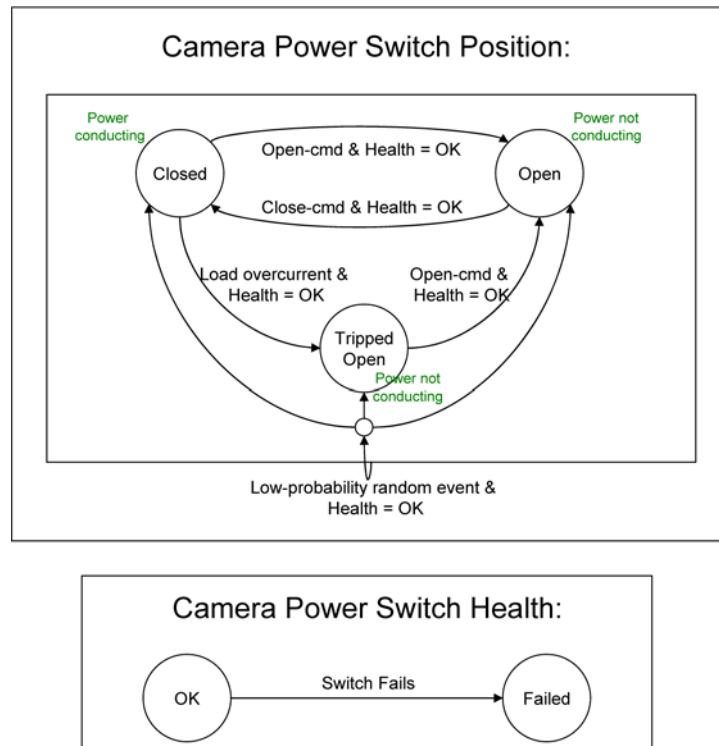 Camera Power Switch Position:
Power
conducting
Power not
conducting
Closed
Open-cmd & Health = OK
Open
Close-cmd & Health = OK
Load overcurrent &
Health = OK
Open-cmd &
Health = OK
Tripped
Open
Power not
conducting
Low-probability random event &
Health = OK
Camera Power Switch Health:
OK
Switch Fails
Failed